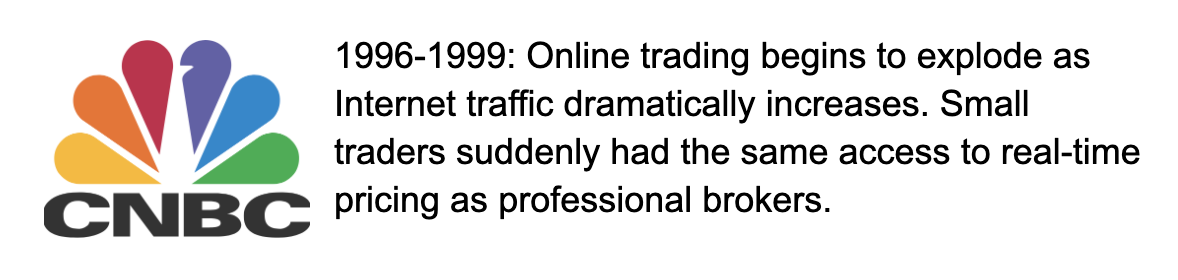 CNBC
1996-1999: Online trading begins to explode as
Internet traffic dramatically increases. Small
traders suddenly had the same access to real-time
pricing as professional brokers.